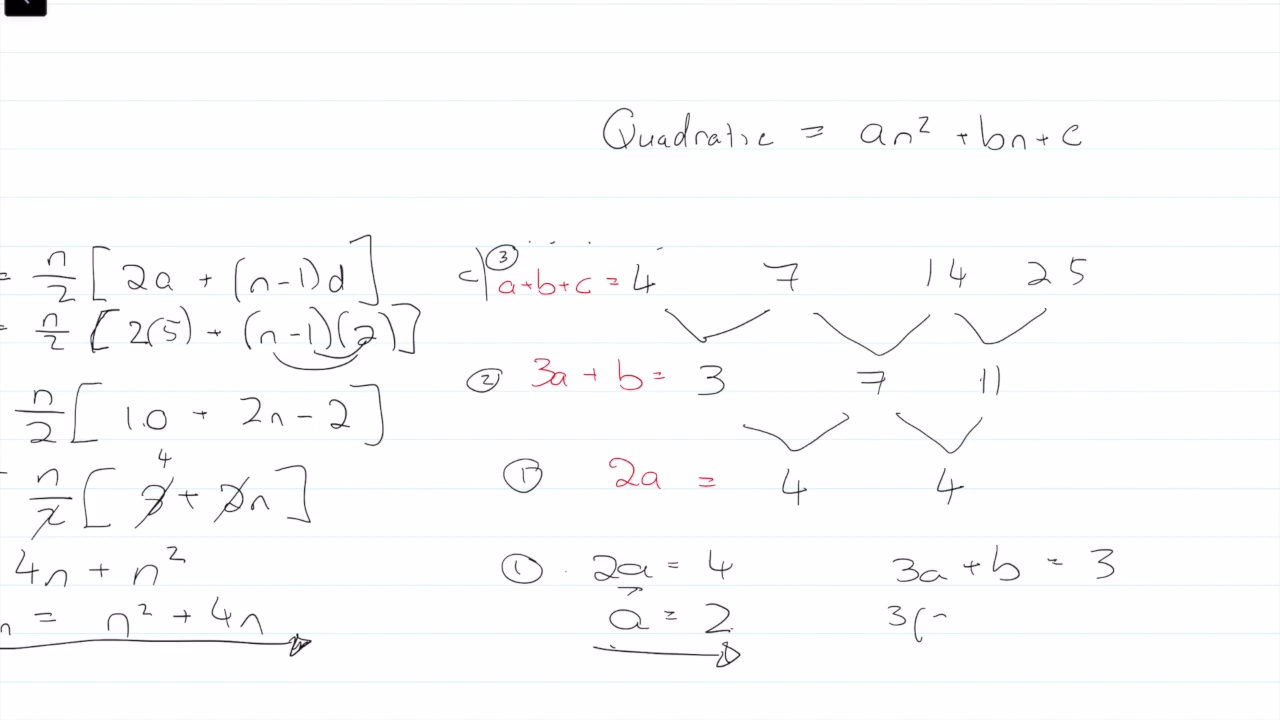 Quadratic = an² + bn + c
= n/2 [ 2a + (n-1)d ]
= n/2 [ 2(5) + (n-1)(2) ]
n/2 [ 10 + 2n - 2 ]
4
n/2 [ 8 + 2n ]
4n + n²
n = n² + 4n
c) ③ a+b+c = 4 7 14 25
② 3a + b = 3 7 11
① 2a = 4 4
① 2a = 4
a = 2
3a + b = 3
3(